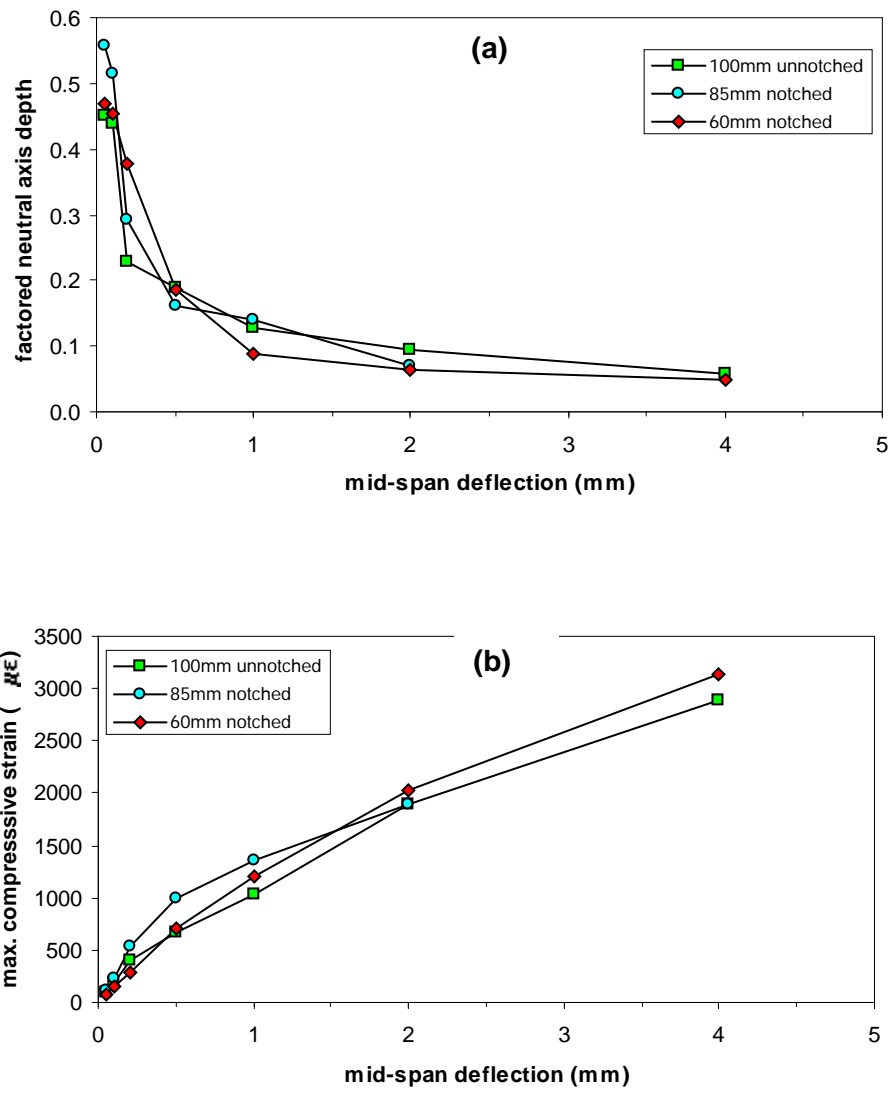 (a)
0.6
0.5
0.4
0.3
0.2
0.1
0.0
factored neutral axis depth
100mm unnotched
85mm notched
60mm notched
0 1 2 3 4 5
mid-span deflection (mm)
(b)
3500
3000
2500
2000
1500
1000
500
0
max. compresssive strain ( με)
100mm unnotched
85mm notched
60mm notched
0 1 2 3 4 5
mid-span deflection (mm)